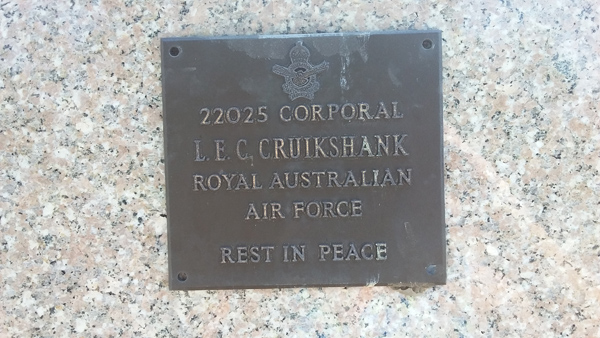 22025 CORPORAL
L. E. C. CRUIKSHANK
ROYAL AUSTRALIAN
AIR FORCE
REST IN PEACE